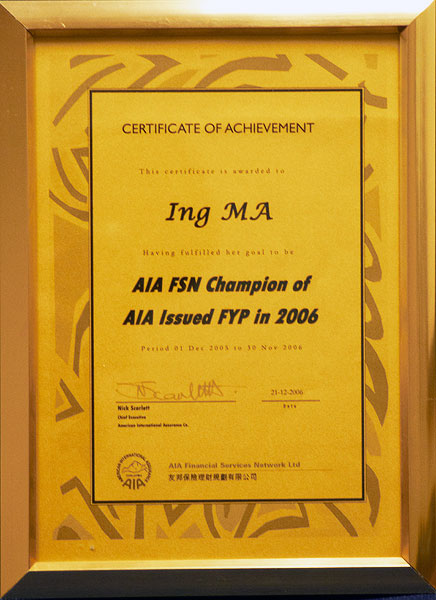 CERTIFICATE OF ACHIEVEMENT
This certificate is awarded to
Ing MA
Having fulfilled her goal to be
AIA FSN Champion of
AIA Issued FYP in 2006
Period 01 Dec 2005 to 30 Nov 2006
21-12-2006
Nick Scarlett
Date
Chief Executive
American International Assurance Co.
AIA
AIA Financial Services Network Ltd
友邦保險理財規劃有限公司